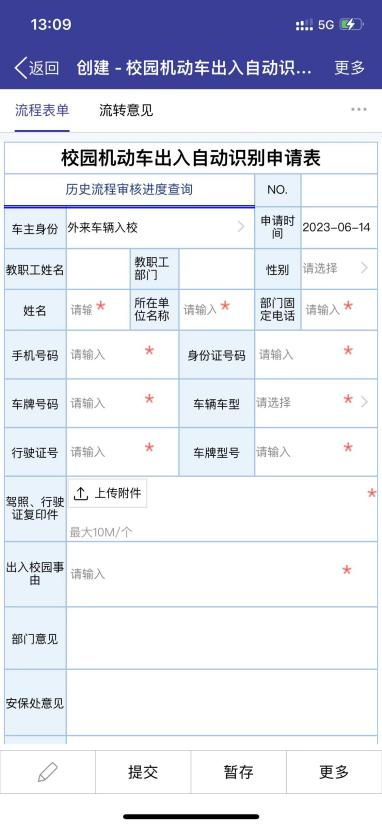 13:09
5G
返回
创建 - 校园机动车出入自动识...
更多
流程表单
流转意见
校园机动车出入自动识别申请表
历史流程审核进度查询
NO.
车主身份
外来车辆入校
申请时间
2023-06-14
教职工姓名
教职工部门
性别
请选择
姓名
请输 *
所在单位名称
请输入 *
部门固定电话
请输入 *
手机号码
请输入 *
身份证号码
请输入 *
车牌号码
请输入 *
车辆车型
请选择 *
行驶证号
请输入 *
车牌型号
请输入 *
驾照、行驶证复印件
上传附件
*
最大10M/个
出入校园事由
请输入 *
部门意见
安保处意见
提交
暂存
更多